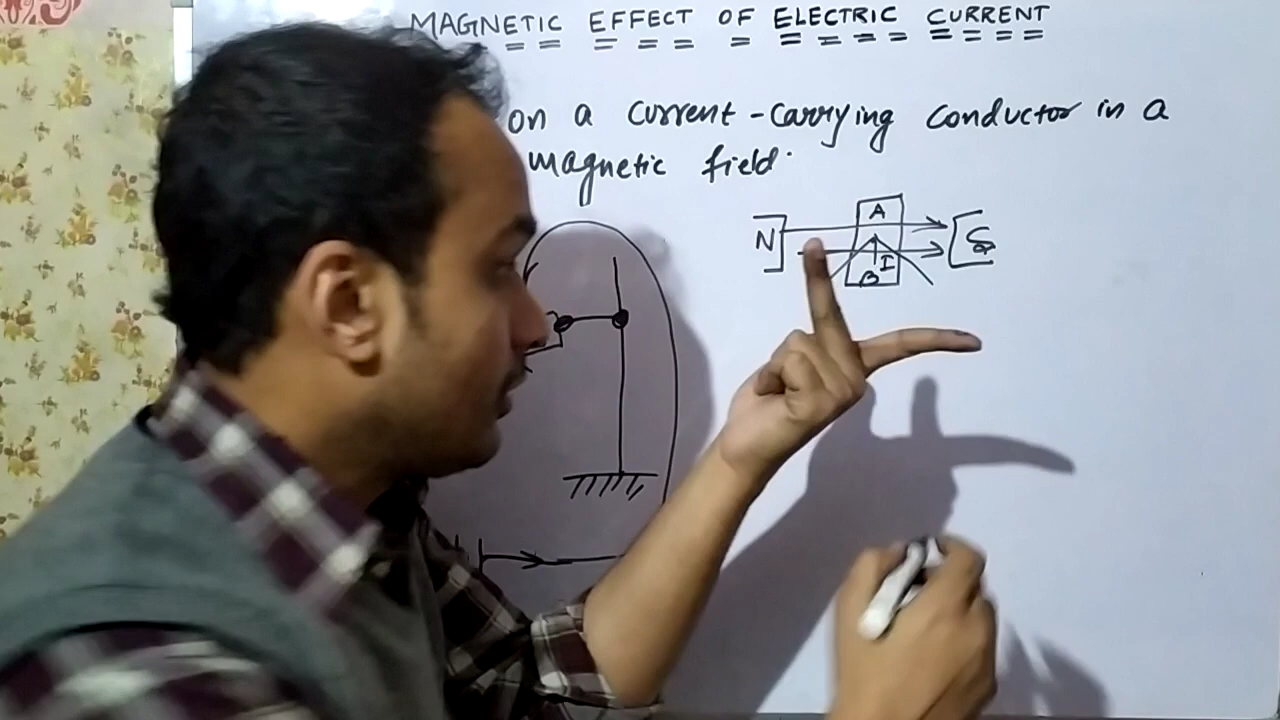 MAGNETIC EFFECT OF ELECTRIC CURRENT
on a current-carrying conductor in a
magnetic field.
A
N
S
I
B